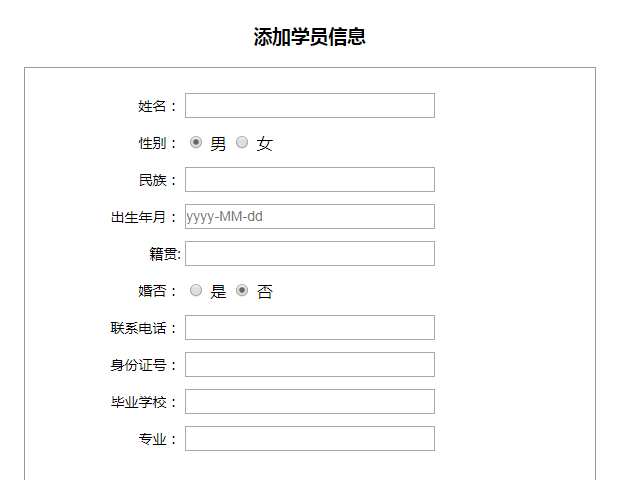 添加学员信息
姓名：
性别： 男 女
民族：
出生年月： yyyy-MM-dd
籍贯:
婚否： 是 否
联系电话：
身份证号：
毕业学校：
专业：